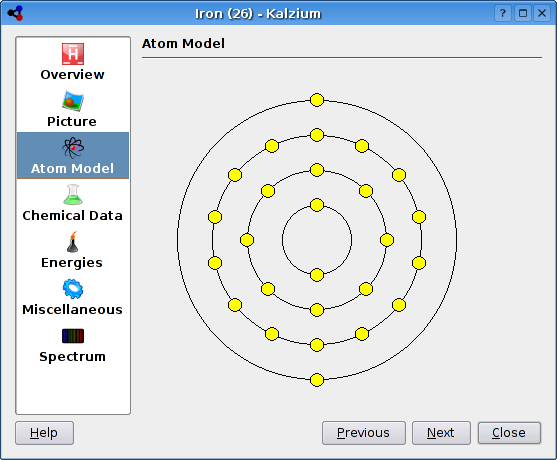 Iron (26) - Kalzium
H
Overview
Picture
Atom Model
Chemical Data
Energies
Miscellaneous
Spectrum
Atom Model
Help
Previous
Next
Close